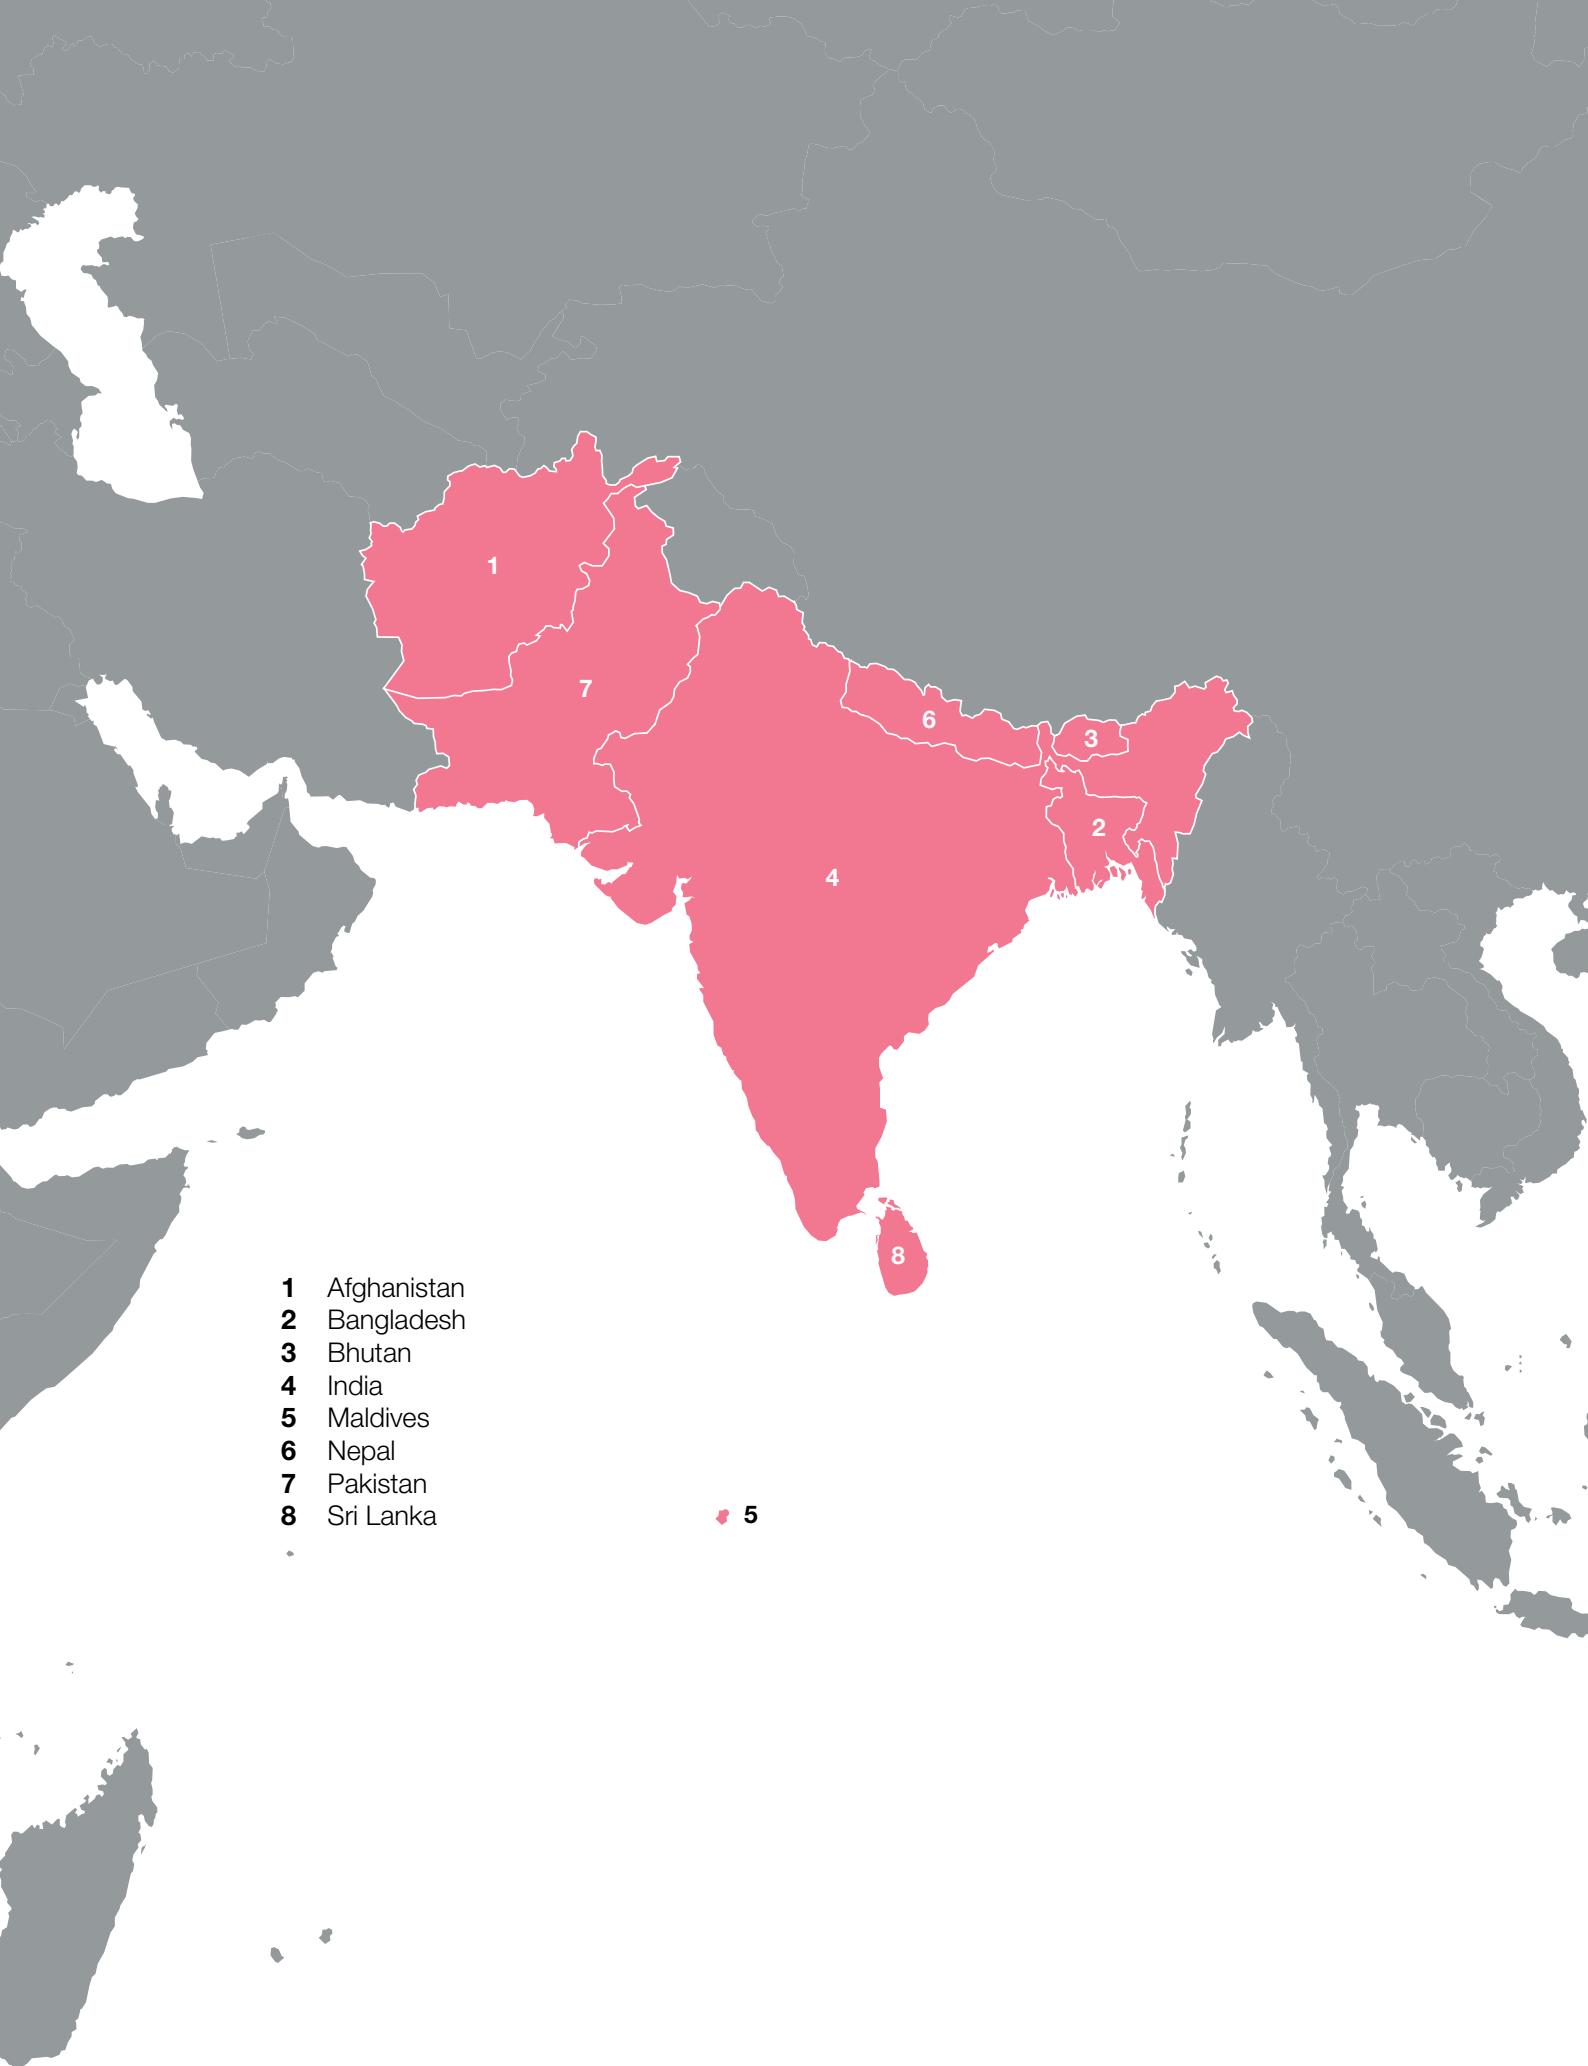 1
7
6
3
2
4
8
1 Afghanistan
2 Bangladesh
3 Bhutan
4 India
5 Maldives
6 Nepal
7 Pakistan
8 Sri Lanka
5